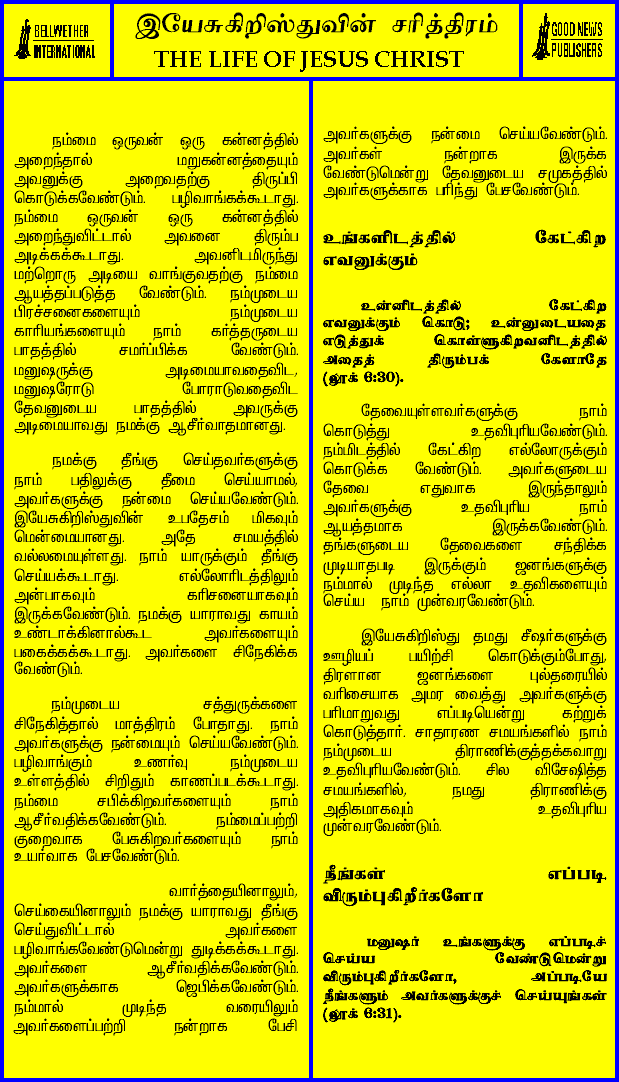 BELLWETHER
INTERNATIONAL
இயேசுகிறிஸ்துவின் சரித்திரம்
THE LIFE OF JESUS CHRIST
GOOD NEWS
PUBLISHERS
நம்மை ஒருவன் ஒரு கன்னத்தில்
அறைந்தால் மறுகன்னத்தையும்
அவனுக்கு அறைவதற்கு திருப்பி
கொடுக்கவேண்டும். பழிவாங்கக்கூடாது.
நம்மை ஒருவன் ஒரு கன்னத்தில்
அறைந்துவிட்டால் அவனை திரும்ப
அடிக்கக்கூடாது. அவனிடமிருந்து
மற்றொரு அடியை வாங்குவதற்கு நம்மை
ஆயத்தப்படுத்த வேண்டும். நம்முடைய
பிரச்சனைகளையும் நம்முடைய
காரியங்களையும் நாம் கர்த்தருடைய
பாதத்தில் சமர்ப்பிக்க வேண்டும்.
மனுஷருக்கு அடிமையாவதைவிட,
மனுஷரோடு போராடுவதைவிட
தேவனுடைய பாதத்தில் அவருக்கு
அடிமையாவது நமக்கு ஆசீர்வாதமானது.
நமக்கு தீங்கு செய்தவர்களுக்கு
நாம் பதிலுக்கு தீமை செய்யாமல்,
அவர்களுக்கு நன்மை செய்யவேண்டும்.
இயேசுகிறிஸ்துவின் உபதேசம் மிகவும்
மென்மையானது. அதே சமயத்தில்
வல்லமையுள்ளது. நாம் யாருக்கும் தீங்கு
செய்யக்கூடாது. எல்லோரிடத்திலும்
அன்பாகவும் கரிசனையாகவும்
இருக்கவேண்டும். நமக்கு யாராவது காயம்
உண்டாக்கினால்கூட அவர்களையும்
பகைக்கக்கூடாது. அவர்களை சிநேகிக்க
வேண்டும்.
நம்முடைய சத்துருக்களை
சிநேகித்தால் மாத்திரம் போதாது. நாம்
அவர்களுக்கு நன்மையும் செய்யவேண்டும்.
பழிவாங்கும் உணர்வு நம்முடைய
உள்ளத்தில் சிறிதும் காணப்படக்கூடாது.
நம்மை சபிக்கிறவர்களையும் நாம்
ஆசீர்வதிக்கவேண்டும். நம்மைப்பற்றி
குறைவாக பேசுகிறவர்களையும் நாம்
உயர்வாக பேசவேண்டும்.
வார்த்தையினாலும்,
செய்கையினாலும் நமக்கு யாராவது தீங்கு
செய்துவிட்டால் அவர்களை
பழிவாங்கவேண்டுமென்று துடிக்கக்கூடாது.
அவர்களை ஆசீர்வதிக்கவேண்டும்.
அவர்களுக்காக ஜெபிக்கவேண்டும்.
நம்மால் முடிந்த வரையிலும்
அவர்களைப்பற்றி நன்றாக பேசி
அவர்களுக்கு நன்மை செய்யவேண்டும்.
அவர்கள் நன்றாக இருக்க
வேண்டுமென்று தேவனுடைய சமுகத்தில்
அவர்களுக்காக பரிந்து பேசவேண்டும்.
உங்களிடத்தில் கேட்கிற
எவனுக்கும்
உன்னிடத்தில் கேட்கிற
எவனுக்கும் கொடு; உன்னுடையதை
எடுத்துக் கொள்ளுகிறவனிடத்தில்
அதைத் திரும்பக் கேளாதே
(லூக் 6:30).
தேவையுள்ளவர்களுக்கு நாம்
கொடுத்து உதவிபுரியவேண்டும்.
நம்மிடத்தில் கேட்கிற எல்லோருக்கும்
கொடுக்க வேண்டும். அவர்களுடைய
தேவை எதுவாக இருந்தாலும்
அவர்களுக்கு உதவிபுரிய நாம்
ஆயத்தமாக இருக்கவேண்டும்.
தங்களுடைய தேவைகளை சந்திக்க
முடியாதபடி இருக்கும் ஜனங்களுக்கு
நம்மால் முடிந்த எல்லா உதவிகளையும்
செய்ய நாம் முன்வரவேண்டும்.
இயேசுகிறிஸ்து தமது சீஷர்களுக்கு
ஊழியப் பயிற்சி கொடுக்கும்போது,
திரளான ஜனங்களை புல்தரையில்
வரிசையாக அமர வைத்து அவர்களுக்கு
பரிமாறுவது எப்படியென்று கற்றுக்
கொடுத்தார். சாதாரண சமயங்களில் நாம்
நம்முடைய திராணிக்குத்தக்கவாறு
உதவிபுரியவேண்டும். சில விசேஷித்த
சமயங்களில், நமது திராணிக்கு
அதிகமாகவும் உதவிபுரிய
முன்வரவேண்டும்.
நீங்கள் எப்படி
விரும்புகிறீர்களோ
மனுஷர் உங்களுக்கு எப்படிச்
செய்ய வேண்டுமென்று
விரும்புகிறீர்களோ, அப்படியே
நீங்களும் அவர்களுக்குச் செய்யுங்கள்
(லூக் 6:31).